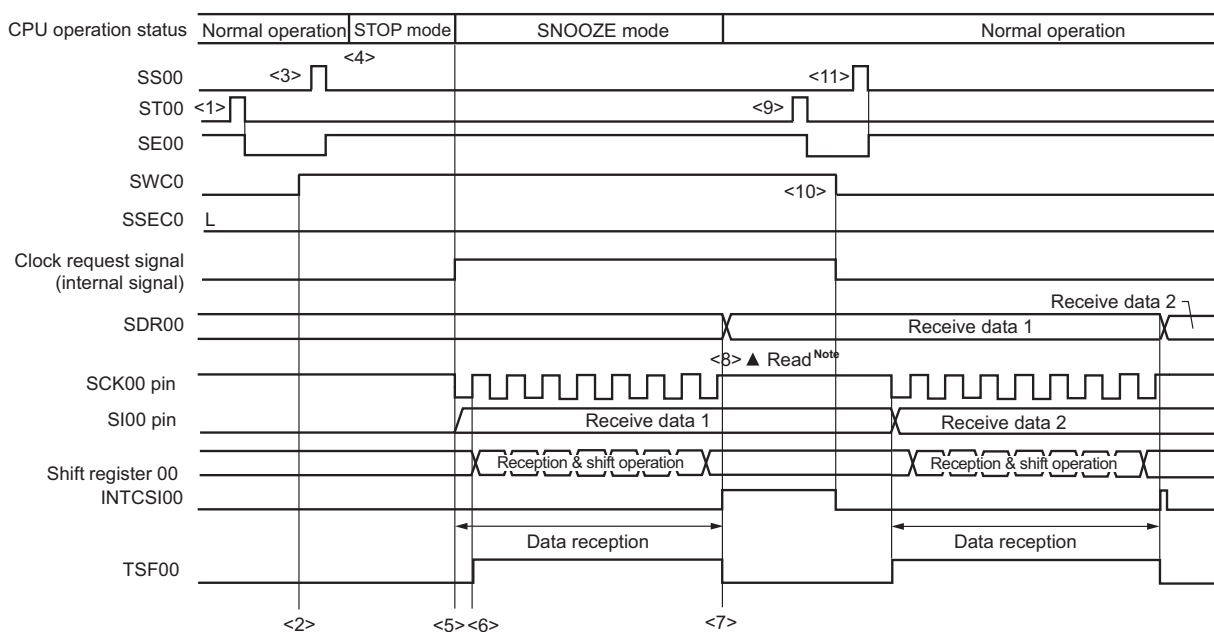 CPU operation status Normal operation STOP mode SNOOZE mode Normal operation
<4>
SS00 <3> <11>
ST00 <1> <9>
SE00
SWC0 <10>
SSEC0 L
Clock request signal
(internal signal)
Receive data 2
SDR00 Receive data 1
<8> ▲ Read Note
SCK00 pin
SI00 pin Receive data 1 Receive data 2
Shift register 00 Reception & shift operation Reception & shift operation
INTCSI00
Data reception Data reception
TSF00
<2> <5> <6> <7>